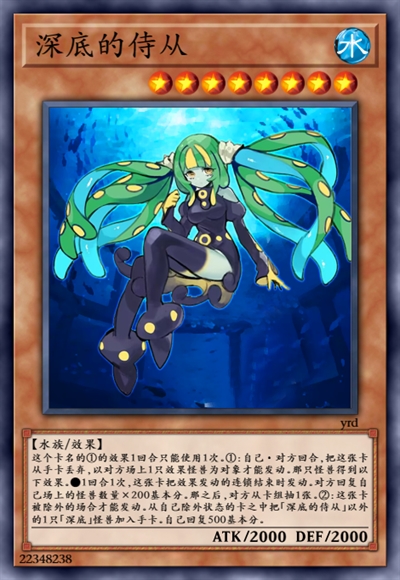 深底的侍从
水
yrd
【水族/效果】
这个卡名的①的效果1回合只能使用1次。①:自己·对方回合,把这张卡
从手卡丢弃,以对方场上1只效果怪兽为对象才能发动。那只怪兽得到以
下效果。●1回合1次,这张卡把效果发动的连锁结束时发动。对方回复自
己场上的怪兽数量×200基本分。那之后,对方从卡组抽1张。②:这张卡
被除外的场合才能发动。从自己除外状态的卡之中把「深底的侍从」以外
的1只「深底」怪兽加入手卡。自己回复500基本分。
ATK/2000 DEF/2000
22348238